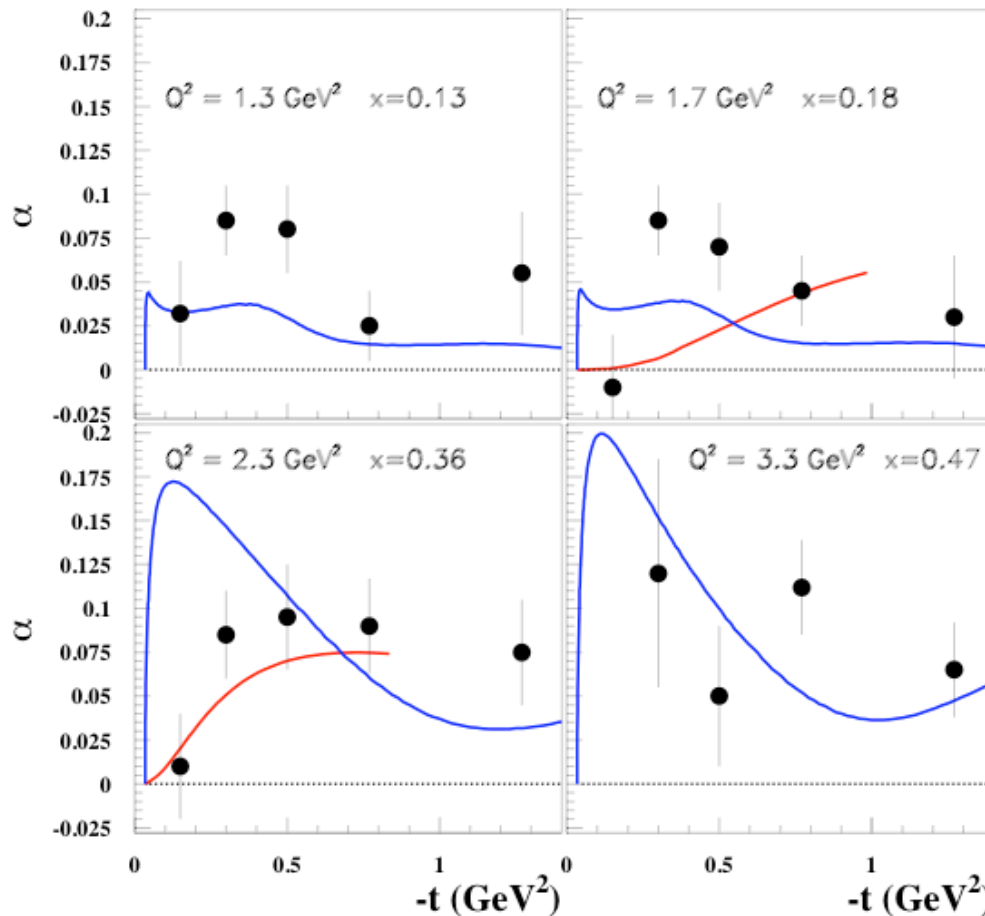 0.2
0.175
0.15
0.125
0.1
0.075
0.05
0.025
0
-0.025
α
Q² = 1.3 GeV² x=0.13
Q² = 1.7 GeV² x=0.18
0.2
0.175
0.15
0.125
0.1
0.075
0.05
0.025
0
-0.025
α
Q² = 2.3 GeV² x=0.36
Q² = 3.3 GeV² x=0.47
0 0.5 1 0 0.5 1
-t (GeV²) -t (GeV²)